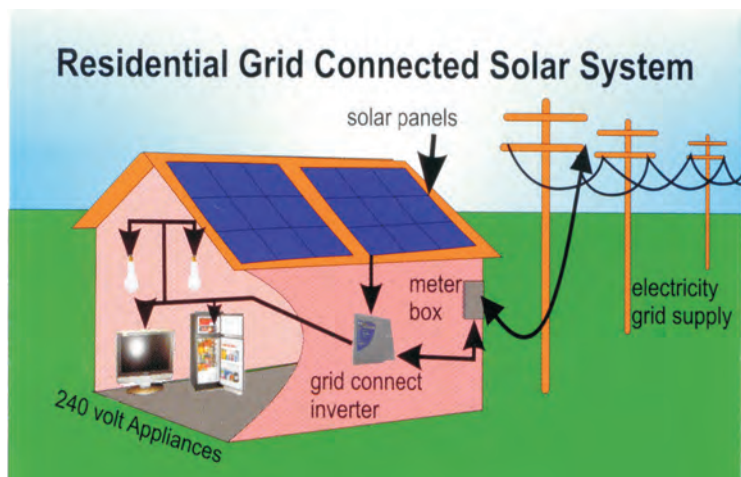 Residential Grid Connected Solar System
solar panels
meter
box
electricity
grid supply
grid connect
inverter
240 volt Appliances